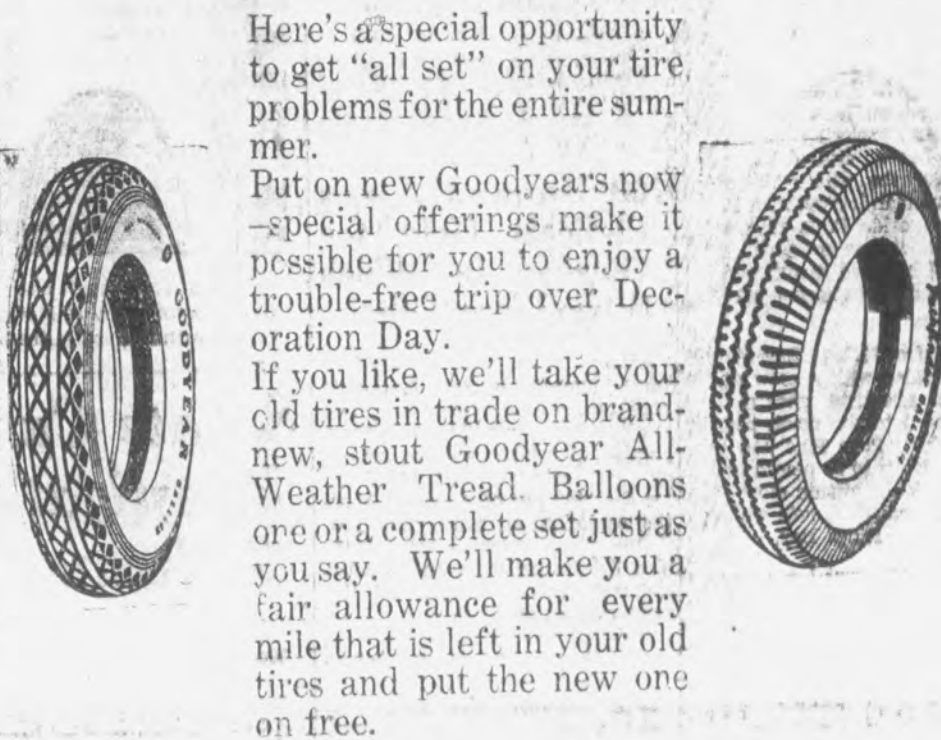 Here's a special opportunity
to get “all set” on your tire
problems for the entire sum-
mer.
Put on new Goodyears now
–special offerings make it
possible for you to enjoy a
trouble-free trip over Dec-
oration Day.
If you like, we'll take your
old tires in trade on brand-
new, stout Goodyear All-
Weather Tread Balloons
one or a complete set just as
you say. We'll make you a
fair allowance for every
mile that is left in your old
tires and put the new one
on free.
GOODYEAR
BALLOON